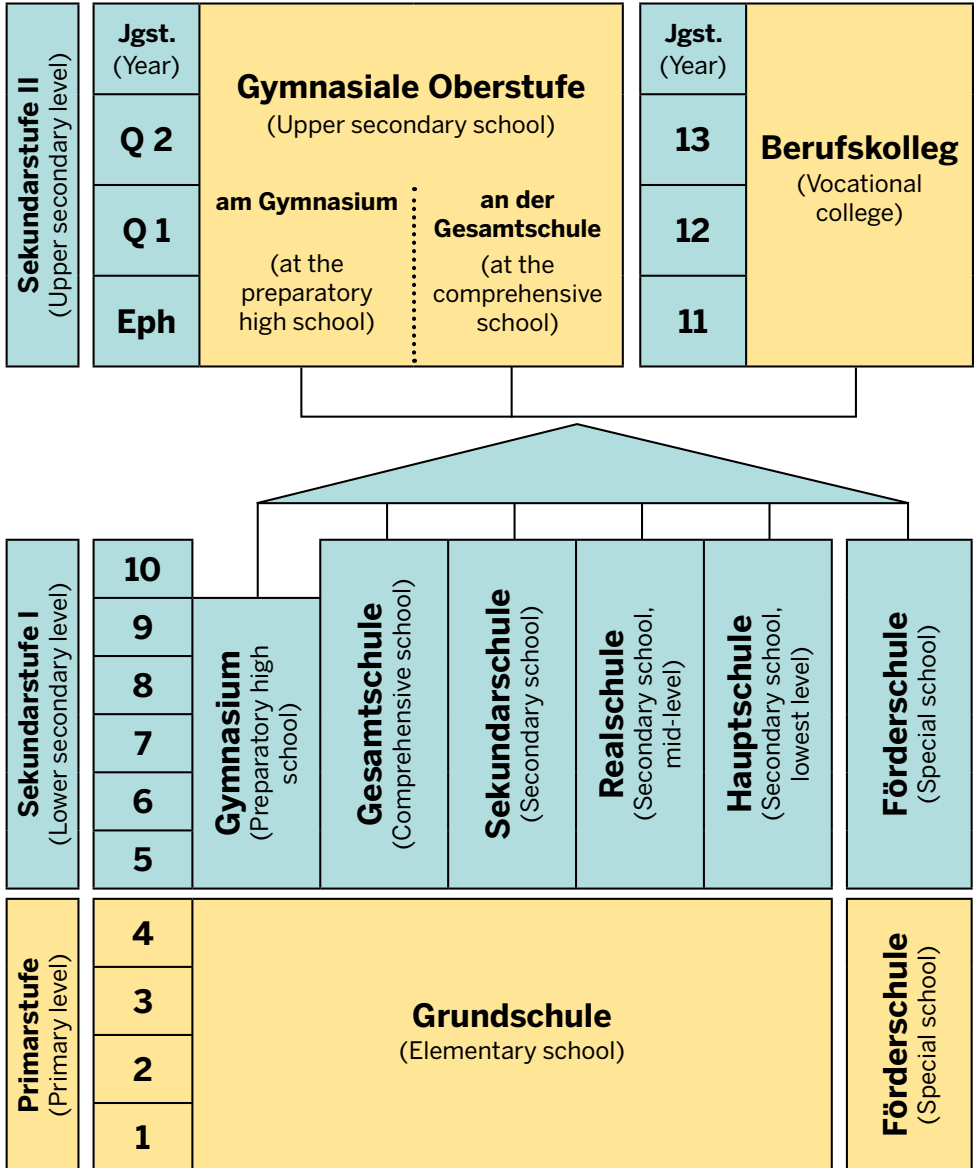 Sekundarstufe II
(Upper secondary level)
Jgst.
(Year)
Q 2
Q 1
Eph
Gymnasiale Oberstufe
(Upper secondary school)
am Gymnasium
(at the
preparatory
high school)
an der
Gesamtschule
(at the
comprehensive
school)
Jgst.
(Year)
13
12
11
Berufskolleg
(Vocational
college)
Sekundarstufe I
(Lower secondary level)
10
9
8
7
6
5
Gymnasium
(Preparatory high
school)
Gesamtschule
(Comprehensive school)
Sekundarschule
(Secondary school)
Realschule
(Secondary school,
mid-level)
Hauptschule
(Secondary school,
lowest level)
Förderschule
(Special school)
Primarstufe
(Primary level)
4
3
2
1
Grundschule
(Elementary school)
Förderschule
(Special school)